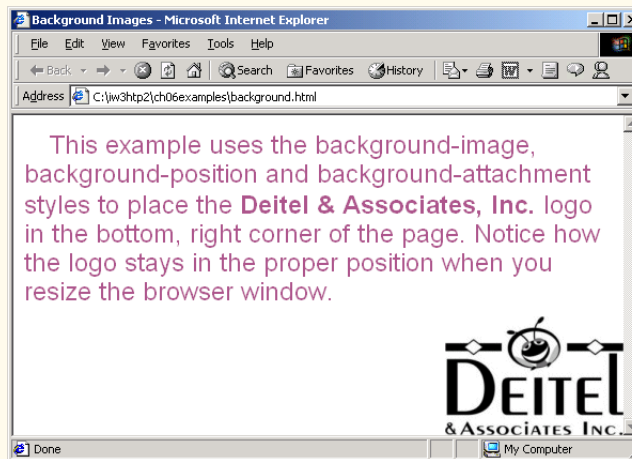 Background Images - Microsoft Internet Explorer
File Edit View Favorites Tools Help
Back Search Favorites History
Address C:\iw3htp2\ch06examples\background.html
This example uses the background-image,
background-position and background-attachment
styles to place the Deitel & Associates, Inc. logo
in the bottom, right corner of the page. Notice how
the logo stays in the proper position when you
resize the browser window.
DEITEL
& ASSOCIATES INC.
Done My Computer